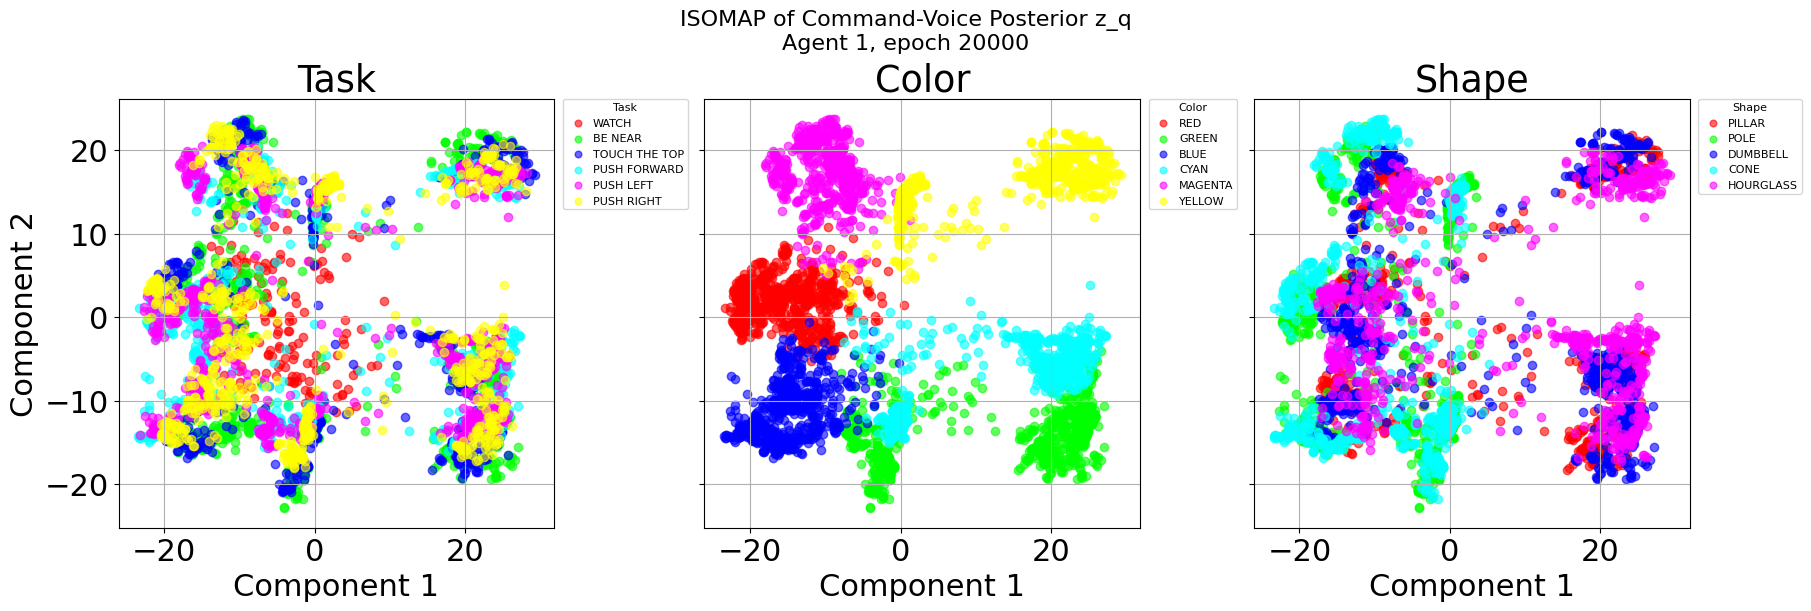 ISOMAP of Command-Voice Posterior z_q
Agent 1, epoch 20000
Task
Component 2
20
10
0
−10
−20
−20 0 20
Component 1
Task
WATCH
BE NEAR
TOUCH THE TOP
PUSH FORWARD
PUSH LEFT
PUSH RIGHT
Color
−20 0 20
Component 1
Color
RED
GREEN
BLUE
CYAN
MAGENTA
YELLOW
Shape
−20 0 20
Component 1
Shape
PILLAR
POLE
DUMBBELL
CONE
HOURGLASS